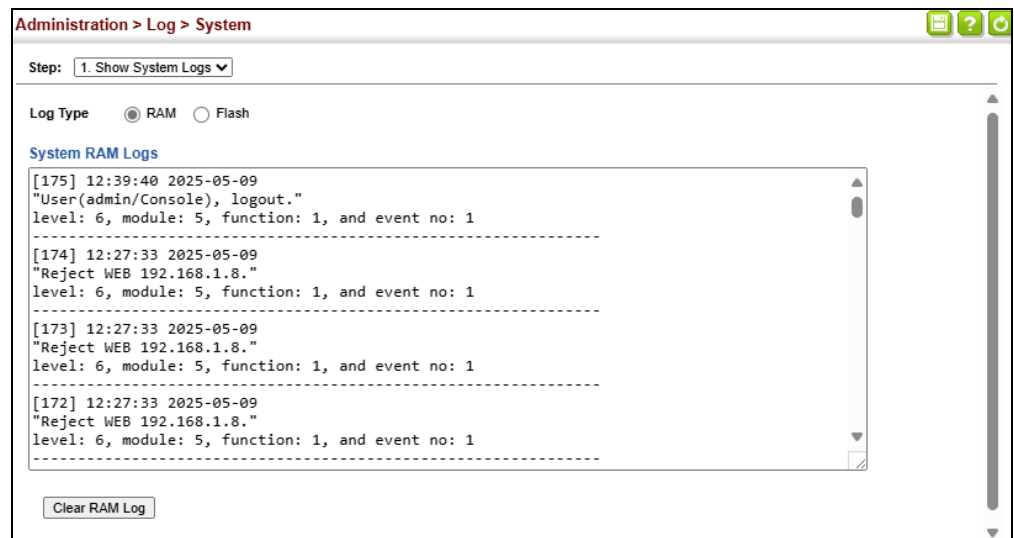 Administration > Log > System
Step: 1. Show System Logs
Log Type RAM Flash
System RAM Logs
[175] 12:39:40 2025-05-09
"User(admin/Console), logout."
level: 6, module: 5, function: 1, and event no: 1
----------------------------------------------------------------
[174] 12:27:33 2025-05-09
"Reject WEB 192.168.1.8."
level: 6, module: 5, function: 1, and event no: 1
----------------------------------------------------------------
[173] 12:27:33 2025-05-09
"Reject WEB 192.168.1.8."
level: 6, module: 5, function: 1, and event no: 1
----------------------------------------------------------------
[172] 12:27:33 2025-05-09
"Reject WEB 192.168.1.8."
level: 6, module: 5, function: 1, and event no: 1
----------------------------------------------------------------
Clear RAM Log